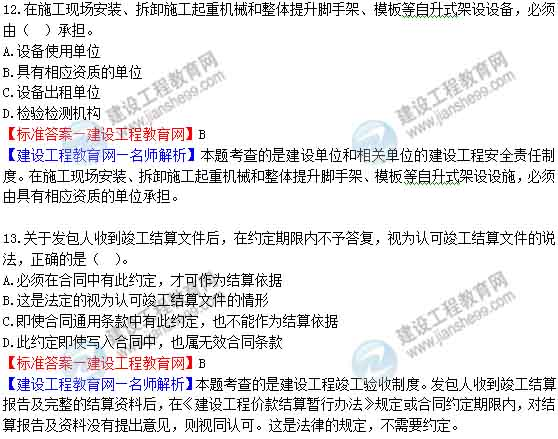 12.在施工现场安装、拆卸施工起重机械和整体提升脚手架、模板等自升式架设设备，必须
由（　）承担。
A.设备使用单位
B.具有相应资质的单位
C.设备出租单位
D.检验检测机构
【标准答案—建设工程教育网】B
【建设工程教育网—名师解析】本题考查的是建设单位和相关单位的建设工程安全责任制
度。在施工现场安装、拆卸施工起重机械和整体提升脚手架、模板等自升式架设设施，必须
由具有相应资质的单位承担。
13.关于发包人收到竣工结算文件后，在约定期限内不予答复，视为认可竣工结算文件的说
法，正确的是（　）。
A.必须在合同中有此约定，才可作为结算依据
B.这是法定的视为认可竣工结算文件的情形
C.即使合同通用条款中有此约定，也不能作为结算依据
D.此约定即使写入合同中，也属无效合同条款
【标准答案—建设工程教育网】B
【建设工程教育网—名师解析】本题考查的是建设工程竣工验收制度。发包人收到竣工结算
报告及完整的结算资料后，在《建设工程价款结算暂行办法》规定或合同约定期限内，对结
算报告及资料没有提出意见，则视同认可。这是法律的规定，不需要约定。
建设工程教育网
www.jianshe99.com
建设工程教育网
www.jianshe99.com
建设工程教育网
www.jianshe99.com
建设工程教育网
www.jianshe99.com